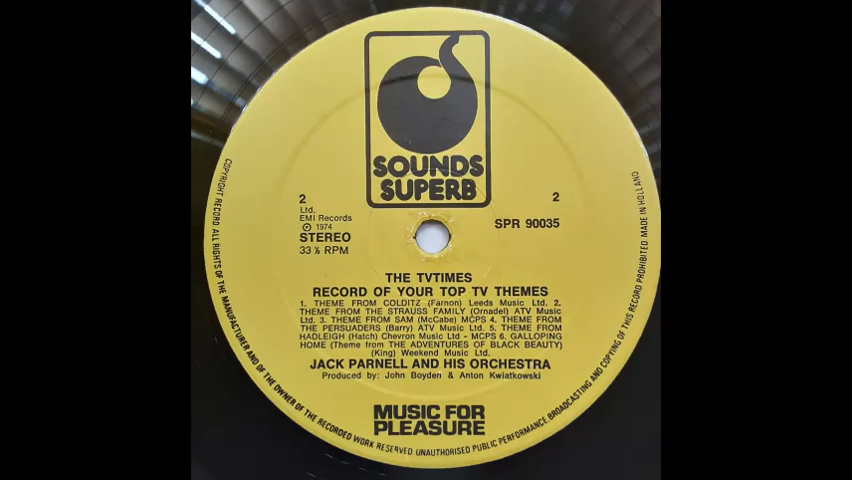 SOUNDS
SUPERB
2
Ltd.
EMI Records
℗ 1974
STEREO
33⅓ RPM
2
SPR 90035
THE TVTIMES
RECORD OF YOUR TOP TV THEMES
1. THEME FROM COLDITZ (Farnon) Leeds Music Ltd. 2.
THEME FROM THE STRAUSS FAMILY (Ornadel) ATV Music
Ltd. 3. THEME FROM SAM (McCabe) MCPS 4. THEME FROM
THE PERSUADERS (Barry) ATV Music Ltd. 5. THEME FROM
HADLEIGH (Hatch) Chevron Music Ltd - MCPS 6. GALLOPING
HOME (Theme from THE ADVENTURES OF BLACK BEAUTY)
(King) Weekend Music Ltd.
JACK PARNELL AND HIS ORCHESTRA
Produced by: John Boyden & Anton Kwiatkowski
MUSIC FOR
PLEASURE
COPYRIGHT RECORD ALL RIGHTS OF THE MANUFACTURER AND OF THE OWNER OF THE RECORDED WORK RESERVED UNAUTHORISED PUBLIC PERFORMANCE, BROADCASTING AND COPYING OF THIS RECORD PROHIBITED MADE IN HOLLAND